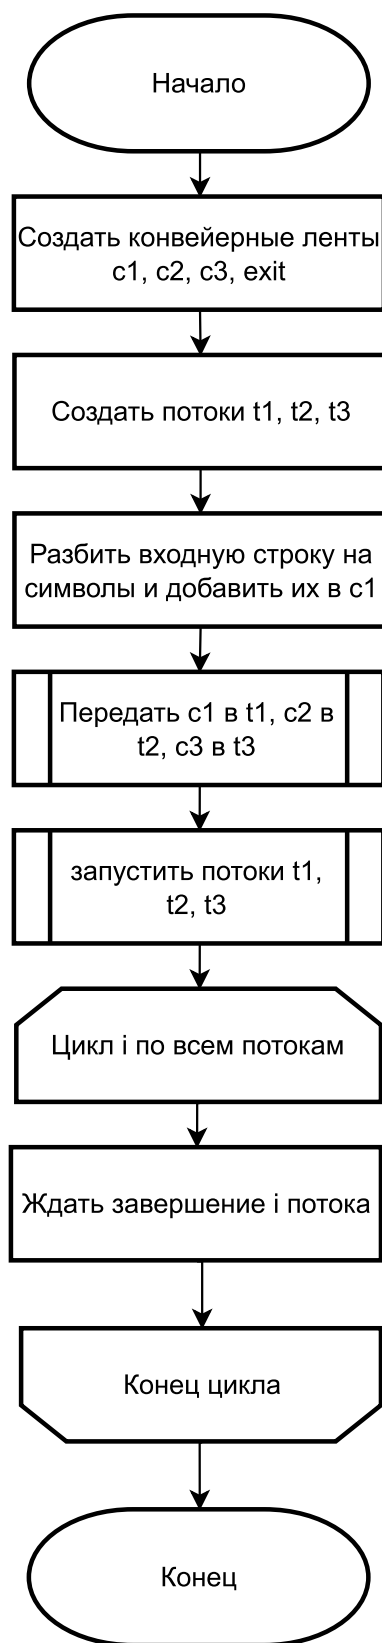 Начало
Создать конвейерные ленты
c1, c2, c3, exit
Создать потоки t1, t2, t3
Разбить входную строку на
символы и добавить их в c1
Передать c1 в t1, c2 в
t2, c3 в t3
запустить потоки t1,
t2, t3
Цикл i по всем потокам
Ждать завершение i потока
Конец цикла
Конец